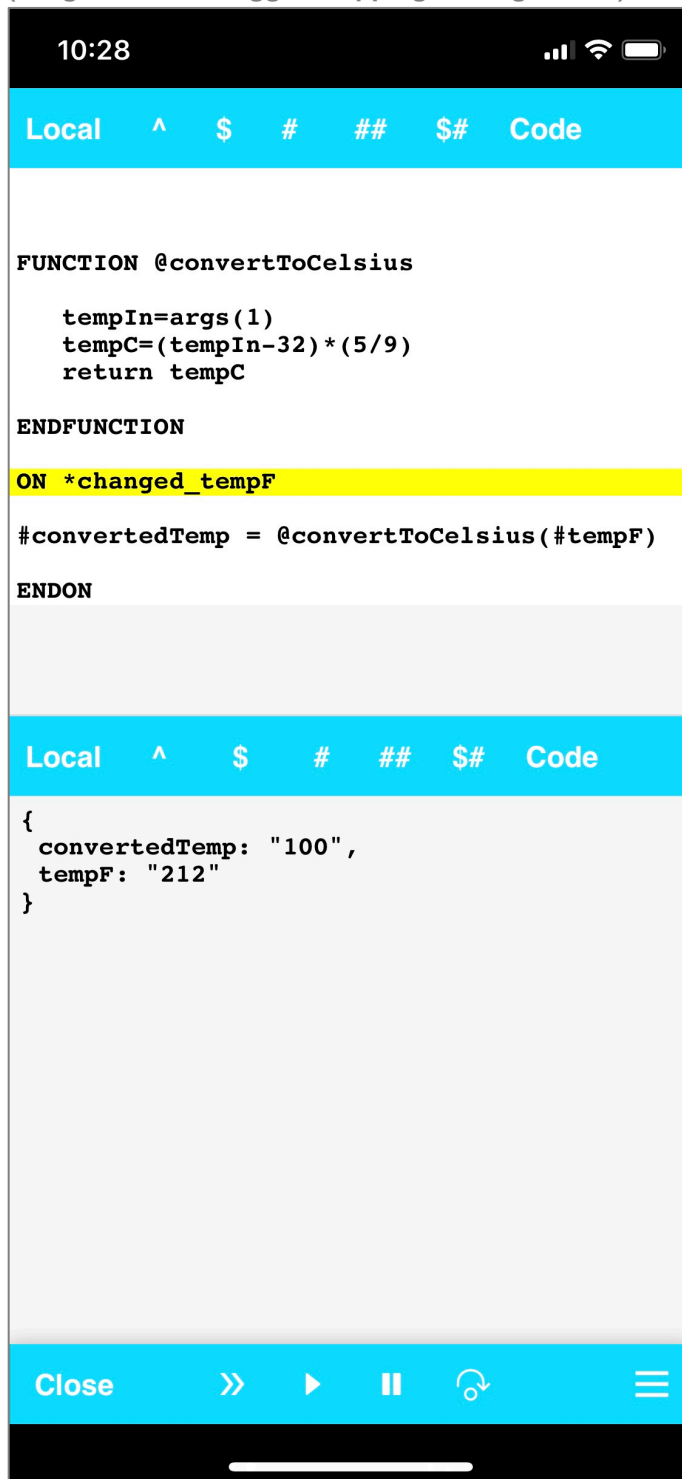 10:28
Local ^ $ # ## $# Code
FUNCTION @convertToCelsius
tempIn=args(1)
tempC=(tempIn-32)*(5/9)
return tempC
ENDFUNCTION
ON *changed_tempF
#convertedTemp = @convertToCelsius(#tempF)
ENDON
Local ^ $ # ## $# Code
{
convertedTemp: "100",
tempF: "212"
}
Close